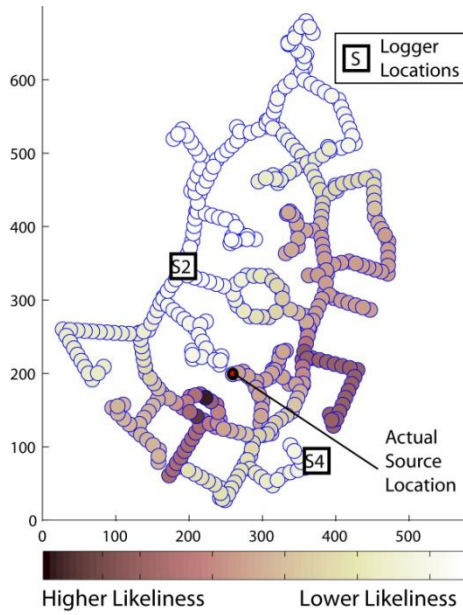 S
Logger
Locations
600
500
400
300
200
100
0
S2
S4
Actual
Source
Location
0
100
200
300
400
500
Higher Likeliness
Lower Likeliness